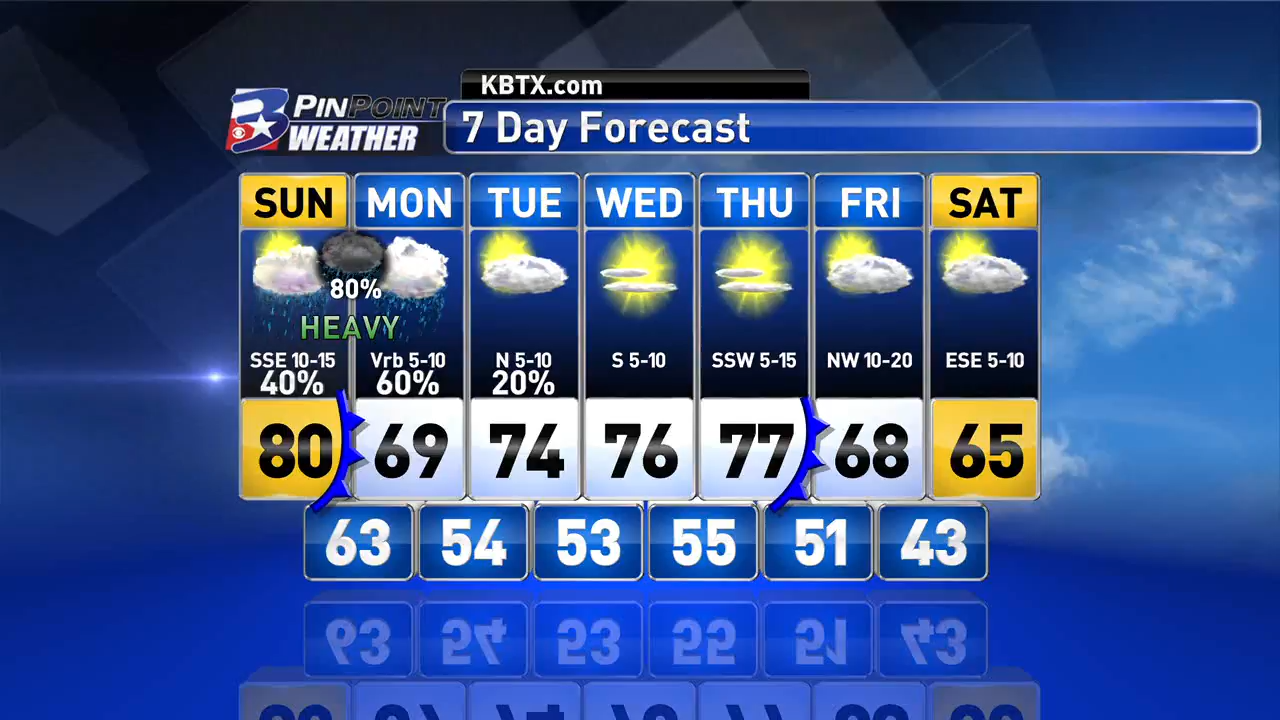 KBTX.com
3 PINPOINT
WEATHER
7 Day Forecast
SUN MON TUE WED THU FRI SAT
80%
HEAVY
SSE 10-15 Vrb 5-10 N 5-10 S 5-10 SSW 5-15 NW 10-20 ESE 5-10
40% 60% 20%
80 69 74 76 77 68 65
63 54 53 55 51 43